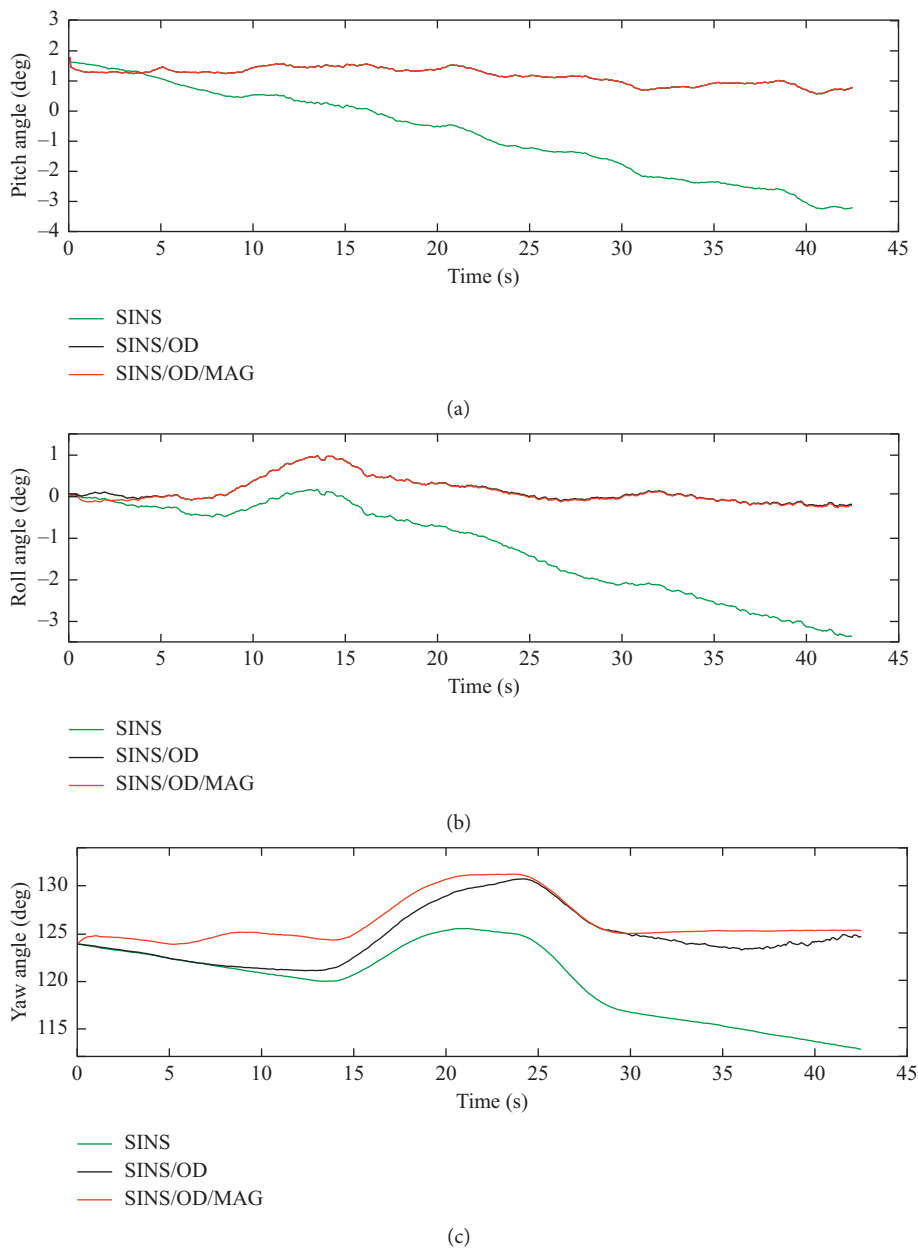 Pitch angle (deg)
3
2
1
0
−1
−2
−3
−4
0 5 10 15 20 25 30 35 40 45
Time (s)
SINS
SINS/OD
SINS/OD/MAG
(a)
Roll angle (deg)
1
0
−1
−2
−3
0 5 10 15 20 25 30 35 40 45
Time (s)
SINS
SINS/OD
SINS/OD/MAG
(b)
Yaw angle (deg)
130
125
120
115
0 5 10 15 20 25 30 35 40 45
Time (s)
SINS
SINS/OD
SINS/OD/MAG
(c)